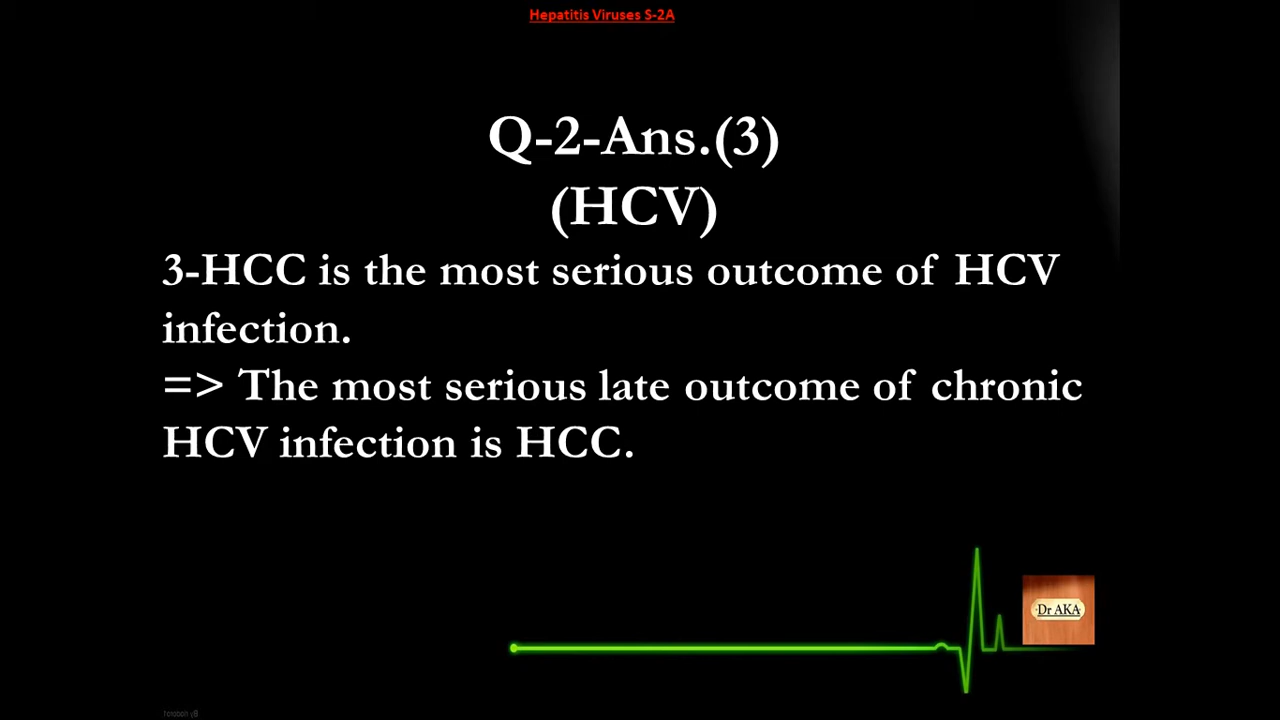 Hepatitis Viruses S-2A
Q-2-Ans.(3)
(HCV)
3-HCC is the most serious outcome of HCV
infection.
=> The most serious late outcome of chronic
HCV infection is HCC.
Dr AKA